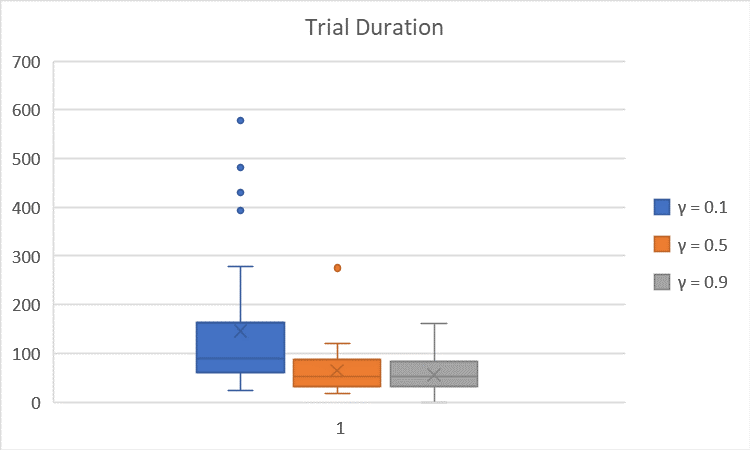 Trial Duration
700
600
500
400
300
200
100
0
1
γ = 0.1
γ = 0.5
γ = 0.9